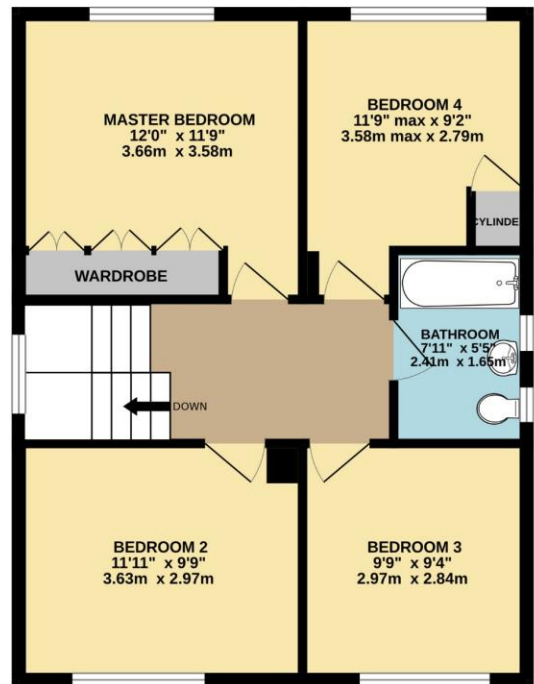 MASTER BEDROOM
12'0" x 11'9"
3.66m x 3.58m
BEDROOM 4
11'9" max x 9'2"
3.58m max x 2.79m
CYLINDE
WARDROBE
BATHROOM
7'11" x 5'5"
2.41m x 1.65m
DOWN
BEDROOM 2
11'11" x 9'9"
3.63m x 2.97m
BEDROOM 3
9'9" x 9'4"
2.97m x 2.84m